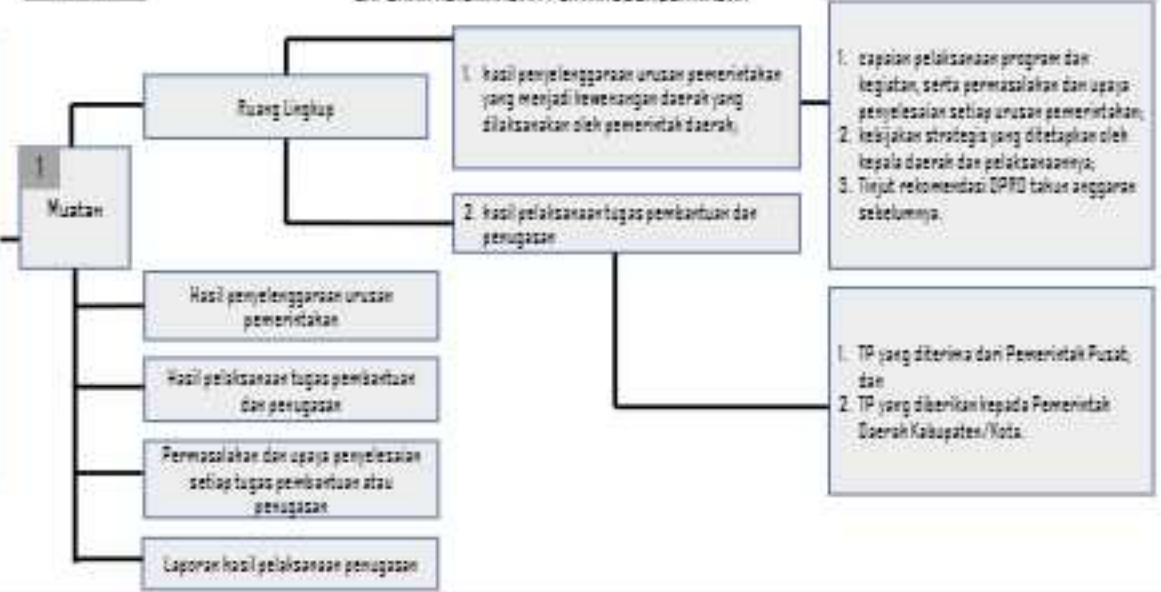 1
Muatan
Ruang Lingkup
1. hasil penyelenggaraan urusan pemerintahan
yang menjadi kewenangan daerah yang
dilaksanakan oleh pemerintah daerah;
2. hasil pelaksanaan tugas pembantuan dan
penugasan
1. capaian pelaksanaan program dan
kegiatan, serta permasalahan dan upaya
penyelesaian setiap urusan pemerintahan;
2. kebijakan strategis yang ditetapkan oleh
kepala daerah dan pelaksanaannya;
3. Tinjut rekomendasi DPRD tahun anggaran
sebelumnya.
1. TP yang diterima dari Pemerintah Pusat;
dan
2. TP yang diberikan kepada Pemerintah
Daerah Kabupaten/Kota.
Hasil penyelenggaraan urusan
pemerintahan
Hasil pelaksanaan tugas pembantuan
dan penugasan
Permasalahan dan upaya penyelesaian
setiap tugas pembantuan atau
penugasan
Laporan hasil pelaksanaan penugasan